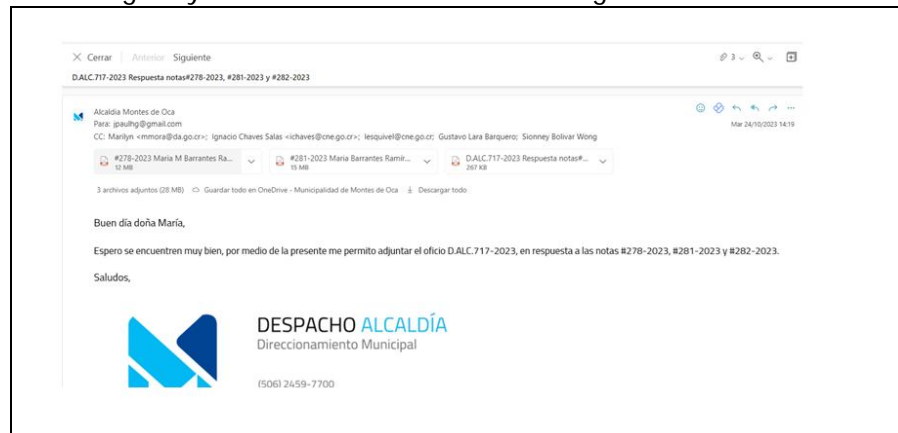 Cerrar Anterior Siguiente 3
D.ALC.717-2023 Respuesta notas#278-2023, #281-2023 y #282-2023
Alcaldia Montes de Oca
Para: jpaulhg@gmail.com
Mar 24/10/2023 14:19
CC: Marilyn <mmora@da.go.cr>; Ignacio Chaves Salas <ichaves@cne.go.cr>; lesquivel@cne.go.cr; Gustavo Lara Barquero; Sionney Bolivar Wong
#278-2023 Maria M Barrantes Ra... #281-2023 Maria Barrantes Ramír... D.ALC.717-2023 Respuesta notas#...
12 MB 15 MB 267 KB
3 archivos adjuntos (28 MB) Guardar todo en OneDrive - Municipalidad de Montes de Oca Descargar todo
Buen día doña María,
Espero se encuentren muy bien, por medio de la presente me permito adjuntar el oficio D.ALC.717-2023, en respuesta a las notas #278-2023, #281-2023 y #282-2023.
Saludos,
DESPACHO ALCALDÍA
Direccionamiento Municipal
(506) 2459-7700